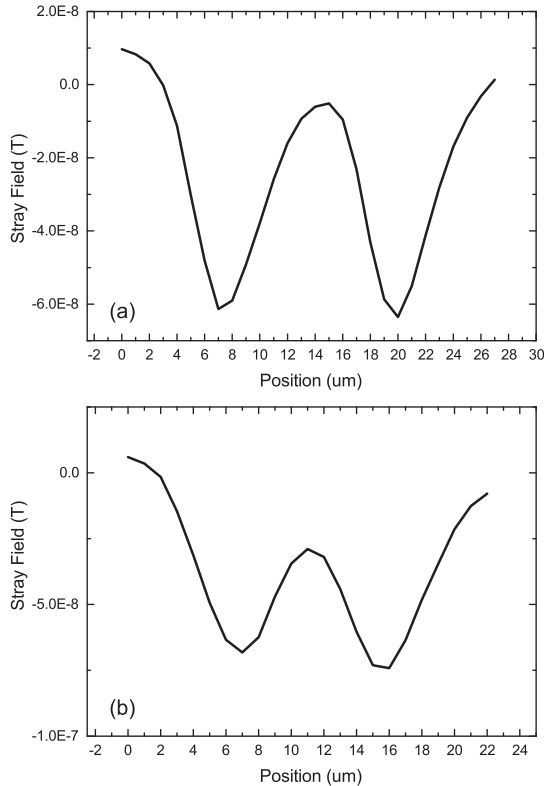 2.0E-8
0.0
-2.0E-8
-4.0E-8
-6.0E-8
Stray Field (T)
(a)
-2 0 2 4 6 8 10 12 14 16 18 20 22 24 26 28 30
Position (um)
0.0
-5.0E-8
-1.0E-7
Stray Field (T)
(b)
-2 0 2 4 6 8 10 12 14 16 18 20 22 24
Position (um)